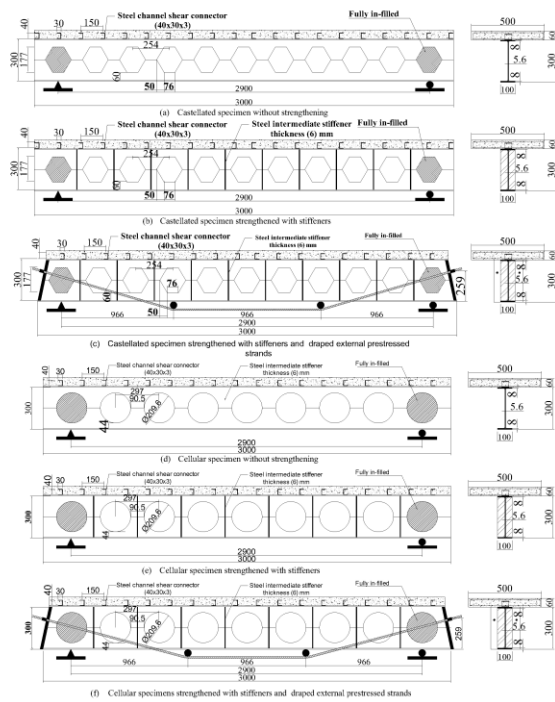 Steel channel shear connector
(40x30x3)
Fully in-filled
40
30
150
254
300
177
60
50
76
2900
3000
500
60
8
5.6
8
300
100
(a) Castellated specimen without strengthening
Steel channel shear connector
(40x30x3)
Steel intermediate stiffener
thickness (6) mm
Fully in-filled
40
30
150
254
300
177
60
50
76
2900
3000
500
60
8
5.6
8
300
100
(b) Castellated specimen strengthened with stiffeners
Steel channel shear connector
(40x30x3)
Steel intermediate stiffener
thickness (6) mm
Fully in-filled
40
30
150
254
300
177
60
76
50
259
966
966
966
2900
3000
500
60
8
5.6
8
300
100
(c) Castellated specimen strengthened with stiffeners and draped external prestressed
strands
Steel channel shear connector
(40x30x3)
Steel intermediate stiffener
thickness (6) mm
Fully in-filled
40
30
150
297
90.5
Ø209.6
44
300
2900
3000
500
60
8
5.6
8
300
100
(d) Cellular specimen without strengthening
Steel channel shear connector
(40x30x3)
Steel intermediate stiffener
thickness (6) mm
Fully in-filled
40
30
150
297
90.5
Ø209.6
44
300
2900
3000
500
60
8
5.6
8
300
100
(e) Cellular specimen strengthened with stiffeners
Steel channel shear connector
(40x30x3)
Steel intermediate stiffener
thickness (6) mm
Fully in-filled
40
30
150
297
90.5
Ø209.6
44
300
259
966
966
966
2900
3000
500
60
8
5.6
8
300
100
(f) Cellular specimens strengthened with stiffeners and draped external prestressed strands